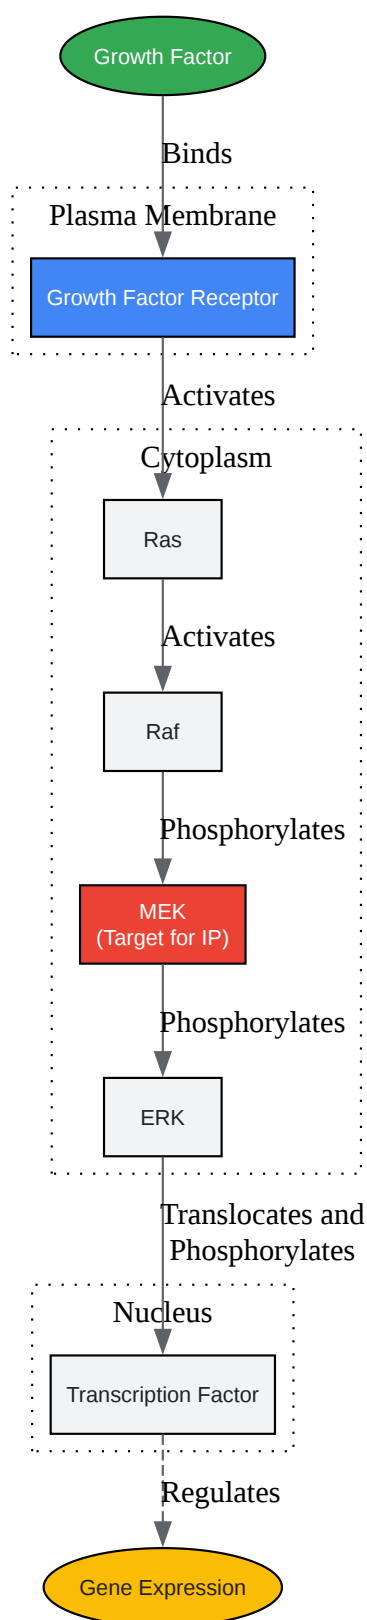 Growth Factor
Binds
Plasma Membrane
Growth Factor Receptor
Activates
Cytoplasm
Ras
Activates
Raf
Phosphorylates
MEK
(Target for IP)
Phosphorylates
ERK
Translocates and
Phosphorylates
Nucleus
Transcription Factor
Regulates
Gene Expression